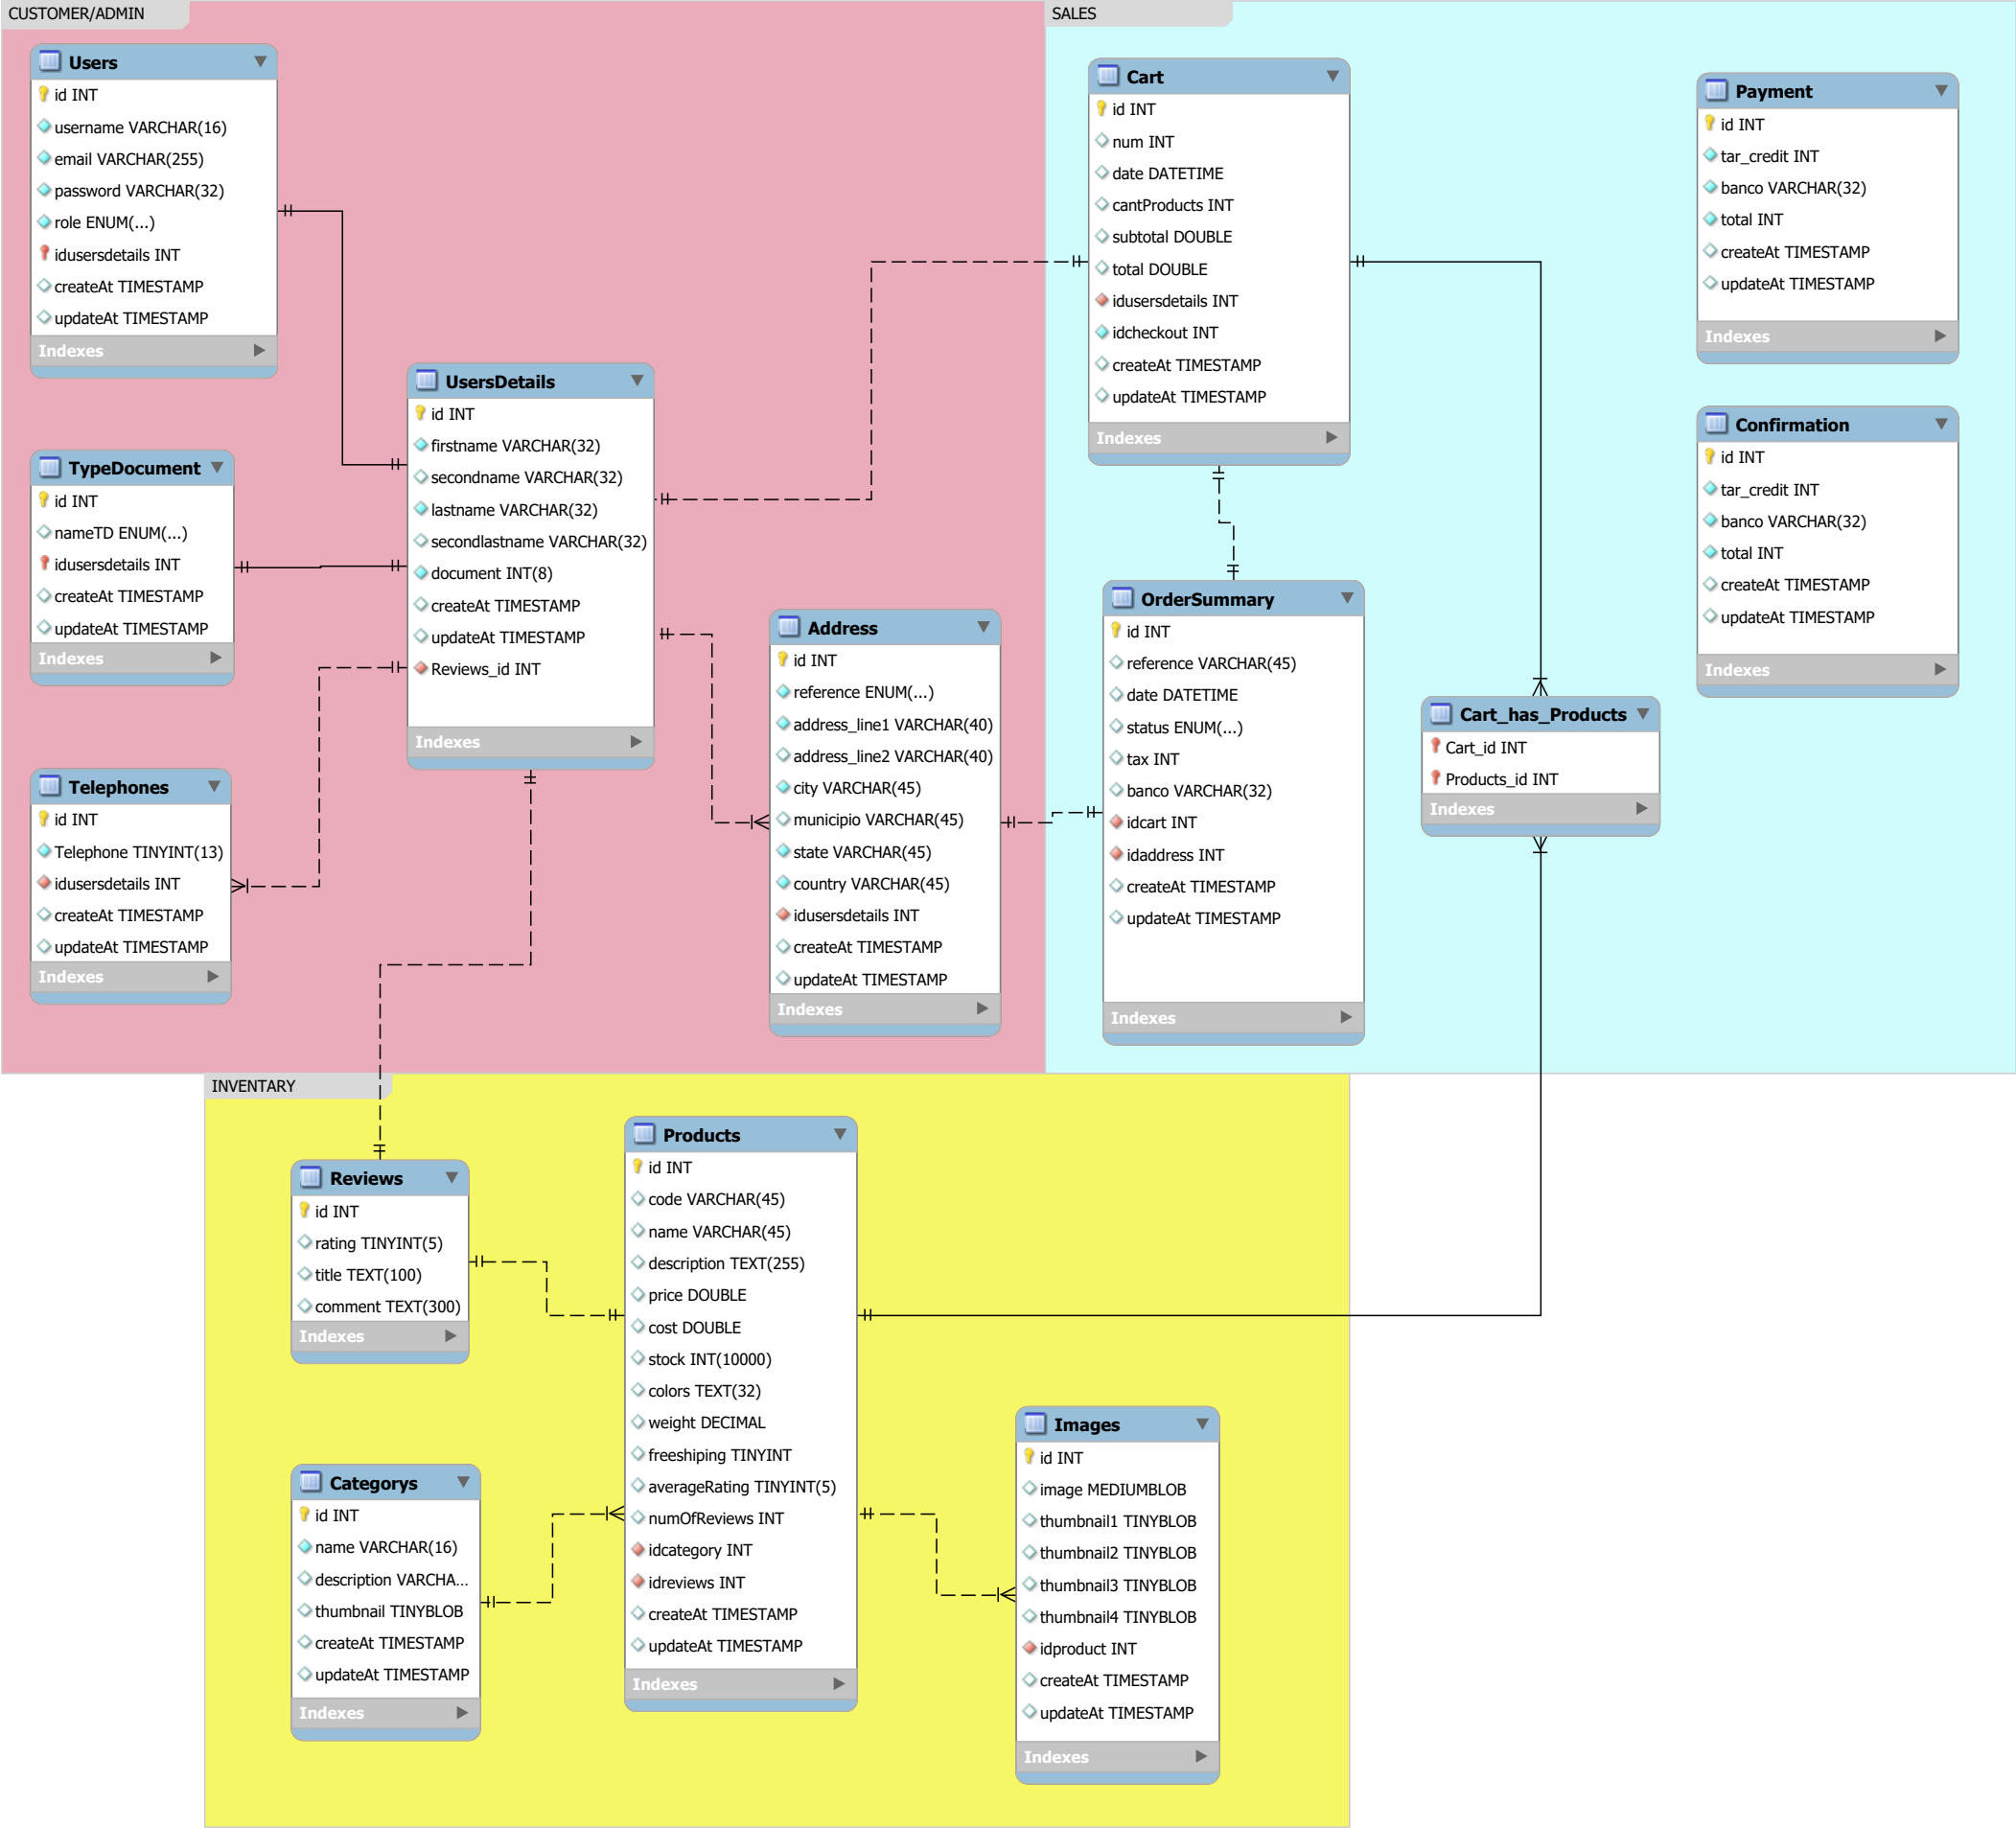 CUSTOMER/ADMIN
Users
id INT
username VARCHAR(16)
email VARCHAR(255)
password VARCHAR(32)
role ENUM(...)
idusersdetails INT
createAt TIMESTAMP
updateAt TIMESTAMP
Indexes
TypeDocument
id INT
nameTD ENUM(...)
idusersdetails INT
createAt TIMESTAMP
updateAt TIMESTAMP
Indexes
Telephones
id INT
Telephone TINYINT(13)
idusersdetails INT
createAt TIMESTAMP
updateAt TIMESTAMP
Indexes
UsersDetails
id INT
firstname VARCHAR(32)
secondname VARCHAR(32)
lastname VARCHAR(32)
secondlastname VARCHAR(32)
document INT(8)
createAt TIMESTAMP
updateAt TIMESTAMP
Reviews_id INT
Indexes
Address
id INT
reference ENUM(...)
address_line1 VARCHAR(40)
address_line2 VARCHAR(40)
city VARCHAR(45)
municipio VARCHAR(45)
state VARCHAR(45)
country VARCHAR(45)
idusersdetails INT
createAt TIMESTAMP
updateAt TIMESTAMP
Indexes
SALES
Cart
id INT
num INT
date DATETIME
cantProducts INT
subtotal DOUBLE
total DOUBLE
idusersdetails INT
idcheckout INT
createAt TIMESTAMP
updateAt TIMESTAMP
Indexes
OrderSummary
id INT
reference VARCHAR(45)
date DATETIME
status ENUM(...)
tax INT
banco VARCHAR(32)
idcart INT
idaddress INT
createAt TIMESTAMP
updateAt TIMESTAMP
Indexes
Payment
id INT
tar_credit INT
banco VARCHAR(32)
total INT
createAt TIMESTAMP
updateAt TIMESTAMP
Indexes
Confirmation
id INT
tar_credit INT
banco VARCHAR(32)
total INT
createAt TIMESTAMP
updateAt TIMESTAMP
Indexes
Cart_has_Products
Cart_id INT
Products_id INT
Indexes
INVENTARY
Reviews
id INT
rating TINYINT(5)
title TEXT(100)
comment TEXT(300)
Indexes
Categorys
id INT
name VARCHAR(16)
description VARCHA...
thumbnail TINYBLOB
createAt TIMESTAMP
updateAt TIMESTAMP
Indexes
Products
id INT
code VARCHAR(45)
name VARCHAR(45)
description TEXT(255)
price DOUBLE
cost DOUBLE
stock INT(10000)
colors TEXT(32)
weight DECIMAL
freeshiping TINYINT
averageRating TINYINT(5)
numOfReviews INT
idcategory INT
idreviews INT
createAt TIMESTAMP
updateAt TIMESTAMP
Indexes
Images
id INT
image MEDIUMBLOB
thumbnail1 TINYBLOB
thumbnail2 TINYBLOB
thumbnail3 TINYBLOB
thumbnail4 TINYBLOB
idproduct INT
createAt TIMESTAMP
updateAt TIMESTAMP
Indexes